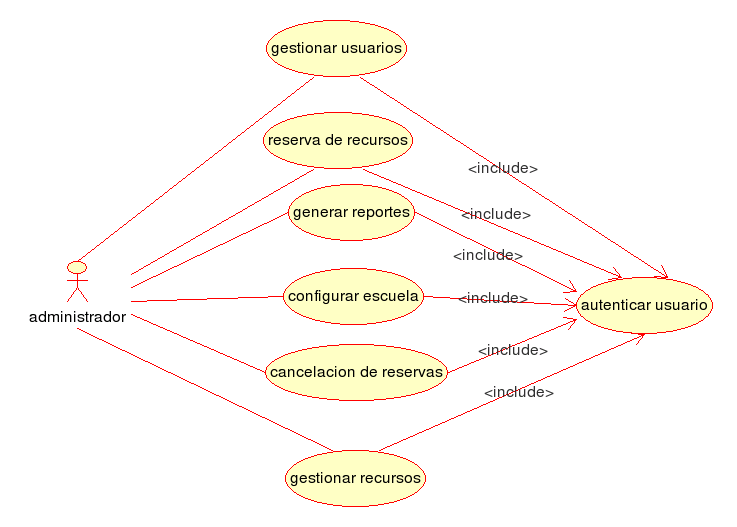 gestionar usuarios
reserva de recursos
<include>
generar reportes
<include>
<include>
configurar escuela
<include>
autenticar usuario
administrador
cancelacion de reservas
<include>
<include>
gestionar recursos